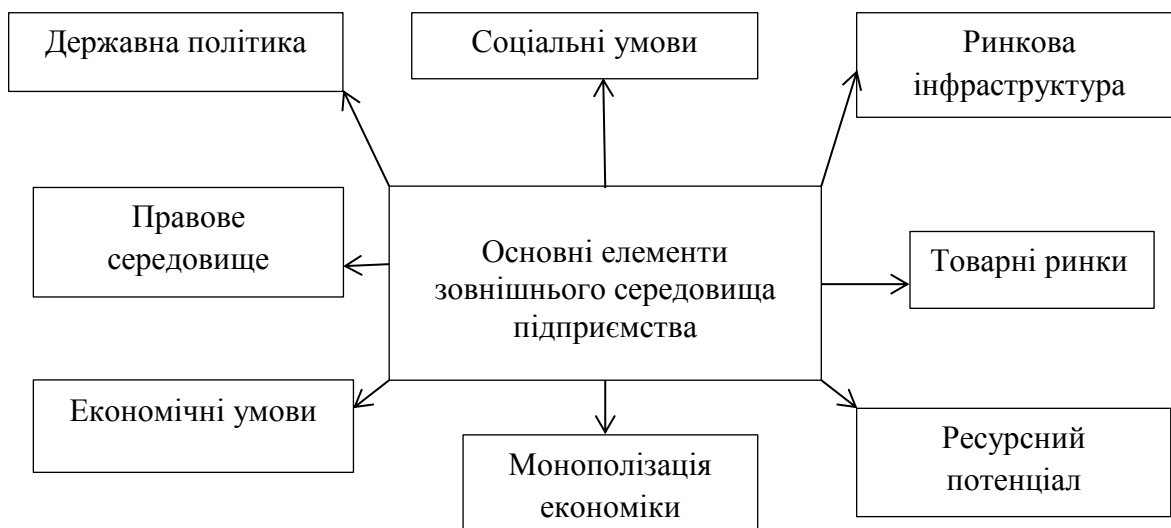 Державна політика
Соціальні умови
Ринкова
інфраструктура
Правове
середовище
Основні елементи
зовнішнього середовища
підприємства
Товарні ринки
Економічні умови
Монополізація
економіки
Ресурсний
потенціал